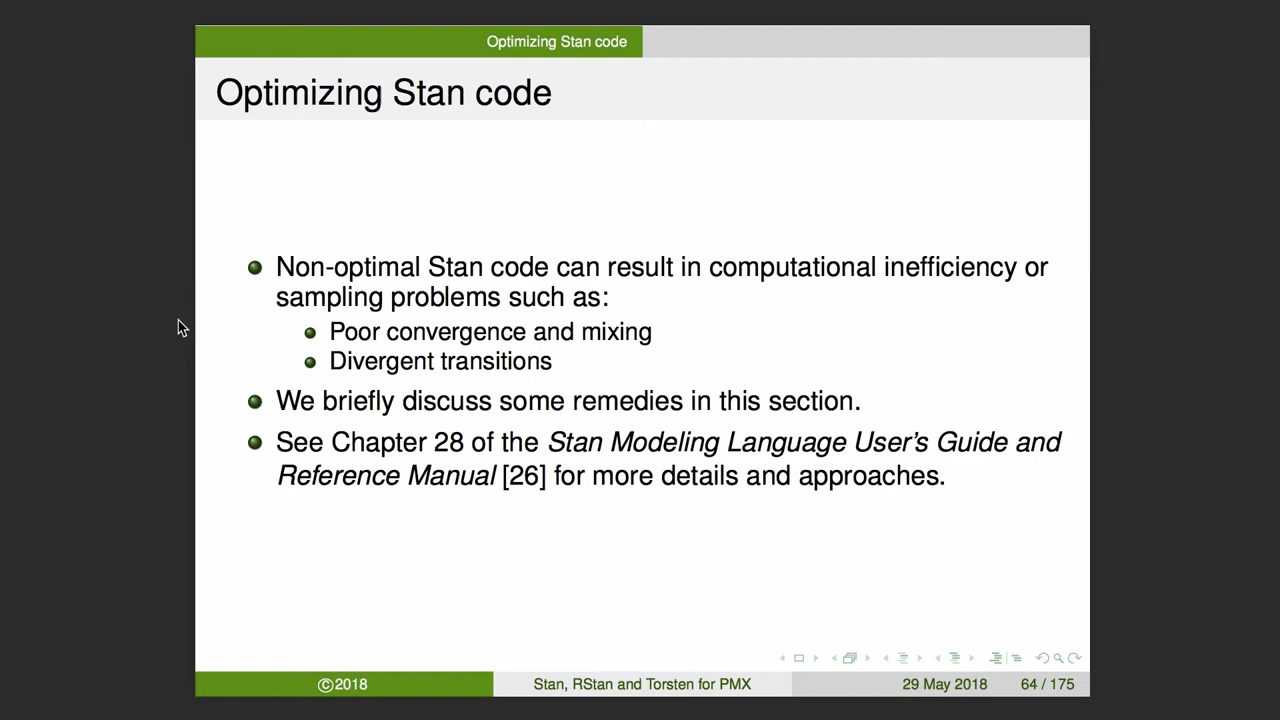 Optimizing Stan code
Optimizing Stan code
Non-optimal Stan code can result in computational inefficiency or
sampling problems such as:
Poor convergence and mixing
Divergent transitions
We briefly discuss some remedies in this section.
See Chapter 28 of the Stan Modeling Language User's Guide and
Reference Manual [26] for more details and approaches.
©2018 Stan, RStan and Torsten for PMX 29 May 2018 64 / 175